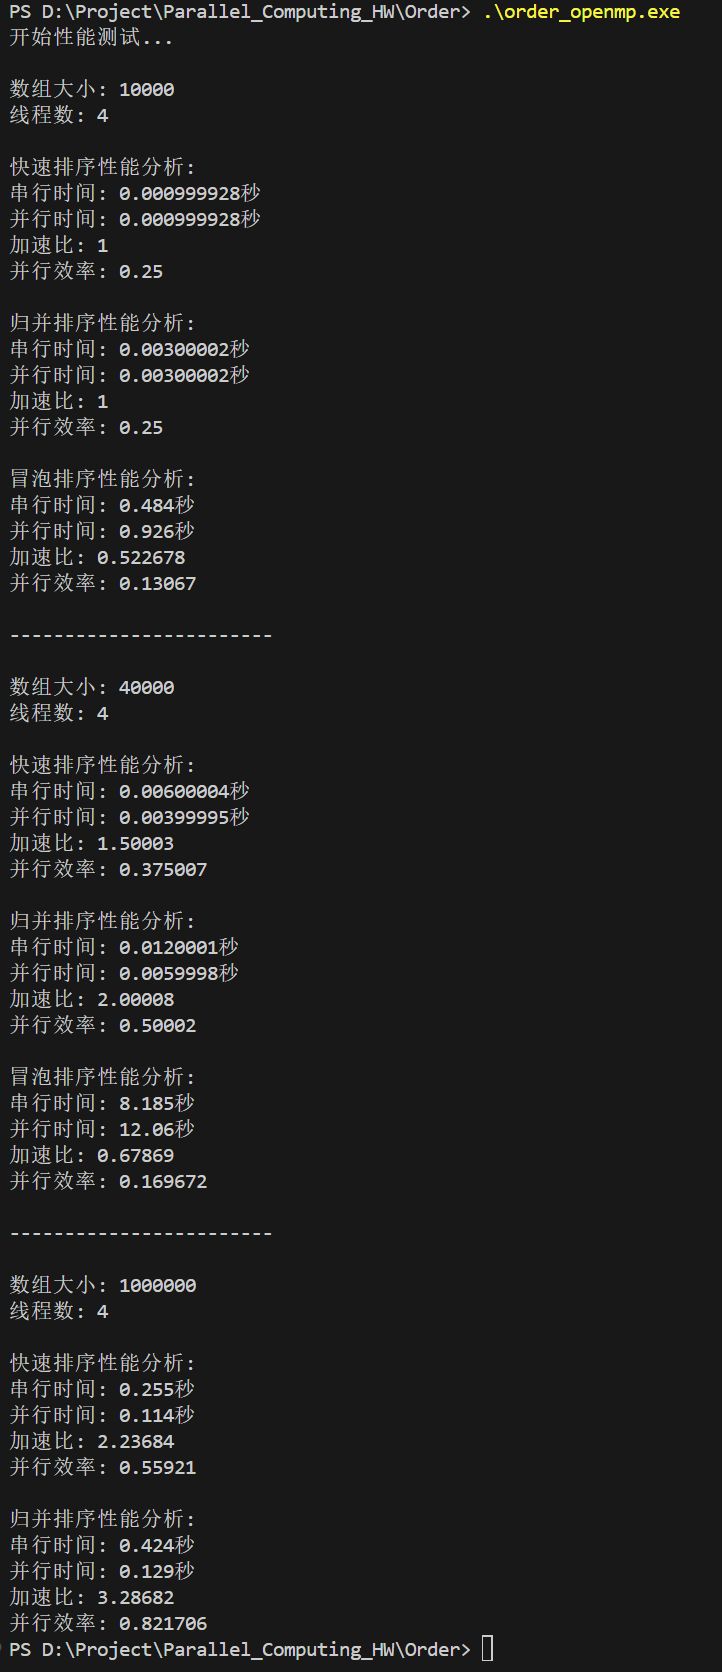 PS D:\Project\Parallel_Computing_HW\Order> .\order_openmp.exe
开始性能测试...
数组大小: 10000
线程数: 4
快速排序性能分析:
串行时间: 0.000999928秒
并行时间: 0.000999928秒
加速比: 1
并行效率: 0.25
归并排序性能分析:
串行时间: 0.00300002秒
并行时间: 0.00300002秒
加速比: 1
并行效率: 0.25
冒泡排序性能分析:
串行时间: 0.484秒
并行时间: 0.926秒
加速比: 0.522678
并行效率: 0.13067
------------------------
数组大小: 40000
线程数: 4
快速排序性能分析:
串行时间: 0.00600004秒
并行时间: 0.00399995秒
加速比: 1.50003
并行效率: 0.375007
归并排序性能分析:
串行时间: 0.0120001秒
并行时间: 0.0059998秒
加速比: 2.00008
并行效率: 0.50002
冒泡排序性能分析:
串行时间: 8.185秒
并行时间: 12.06秒
加速比: 0.67869
并行效率: 0.169672
------------------------
数组大小: 1000000
线程数: 4
快速排序性能分析:
串行时间: 0.255秒
并行时间: 0.114秒
加速比: 2.23684
并行效率: 0.55921
归并排序性能分析:
串行时间: 0.424秒
并行时间: 0.129秒
加速比: 3.28682
并行效率: 0.821706
PS D:\Project\Parallel_Computing_HW\Order>